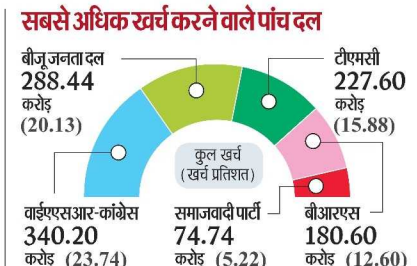 सबसे अधिक खर्च करने वाले पांच दल
बीजू जनता दल
288.44
करोड़
(20.13)
टीएमसी
227.60
करोड़
(15.88)
कुल खर्च
(खर्च प्रतिशत)
वाईएसआर-कांग्रेस
340.20
करोड़ (23.74)
समाजवादी पार्टी
74.74
करोड़ (5.22)
बीआरएस
180.60
करोड़ (12.60)